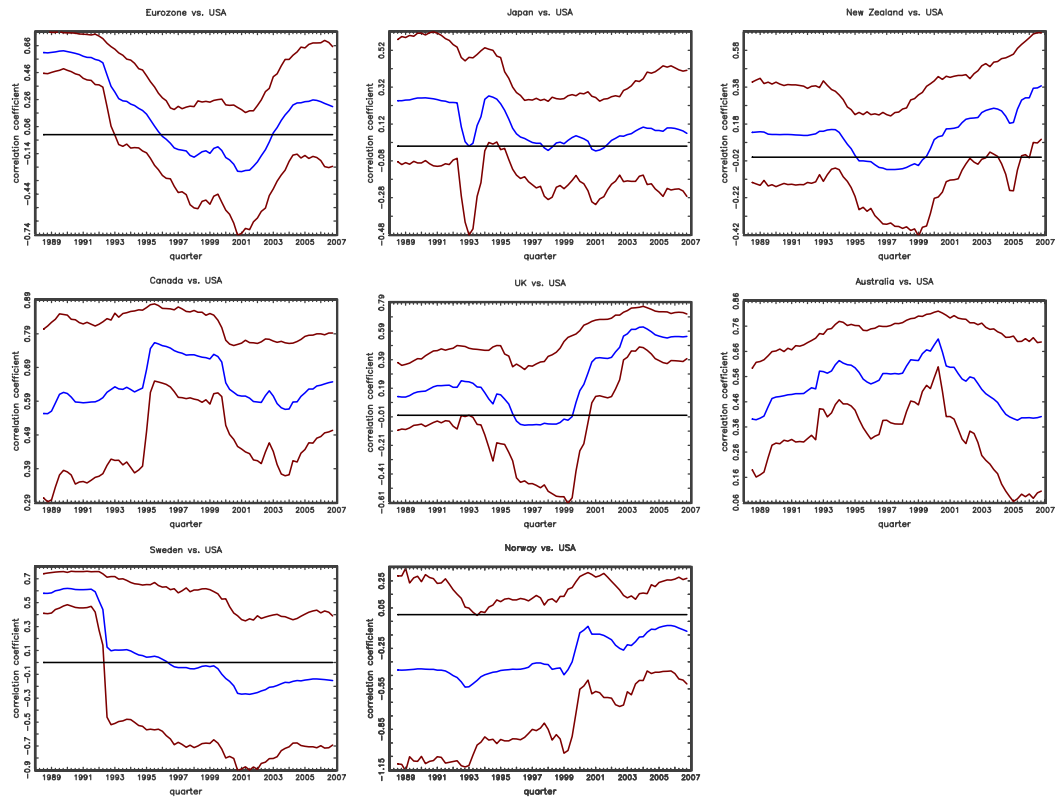 Eurozone vs. USA
correlation coefficient
0.66
0.46
0.26
0.06
-0.14
-0.44
-0.74
1989 1991 1993 1995 1997 1999 2001 2003 2005 2007
quarter
Japan vs. USA
correlation coefficient
0.52
0.32
0.12
-0.08
-0.28
-0.48
1989 1991 1993 1995 1997 1999 2001 2003 2005 2007
quarter
New Zealand vs. USA
correlation coefficient
0.58
0.38
0.18
-0.02
-0.22
-0.42
1989 1991 1993 1995 1997 1999 2001 2003 2005 2007
quarter
Canada vs. USA
correlation coefficient
0.89
0.79
0.69
0.59
0.48
0.39
0.29
1989 1991 1993 1995 1997 1999 2001 2003 2005 2007
quarter
UK vs. USA
correlation coefficient
0.79
0.59
0.39
0.19
-0.01
-0.21
-0.41
-0.61
1989 1991 1993 1995 1997 1999 2001 2003 2005 2007
quarter
Australia vs. USA
correlation coefficient
0.86
0.76
0.66
0.56
0.46
0.36
0.26
0.16
0.06
1989 1991 1993 1995 1997 1999 2001 2003 2005 2007
quarter
Sweden vs. USA
correlation coefficient
0.7
0.5
0.3
0.1
-0.1
-0.3
-0.5
-0.7
-0.9
1989 1991 1993 1995 1997 1999 2001 2003 2005 2007
quarter
Norway vs. USA
correlation coefficient
0.25
0.05
-0.25
-0.55
-0.85
-1.15
1989 1991 1993 1995 1997 1999 2001 2003 2005 2007
quarter